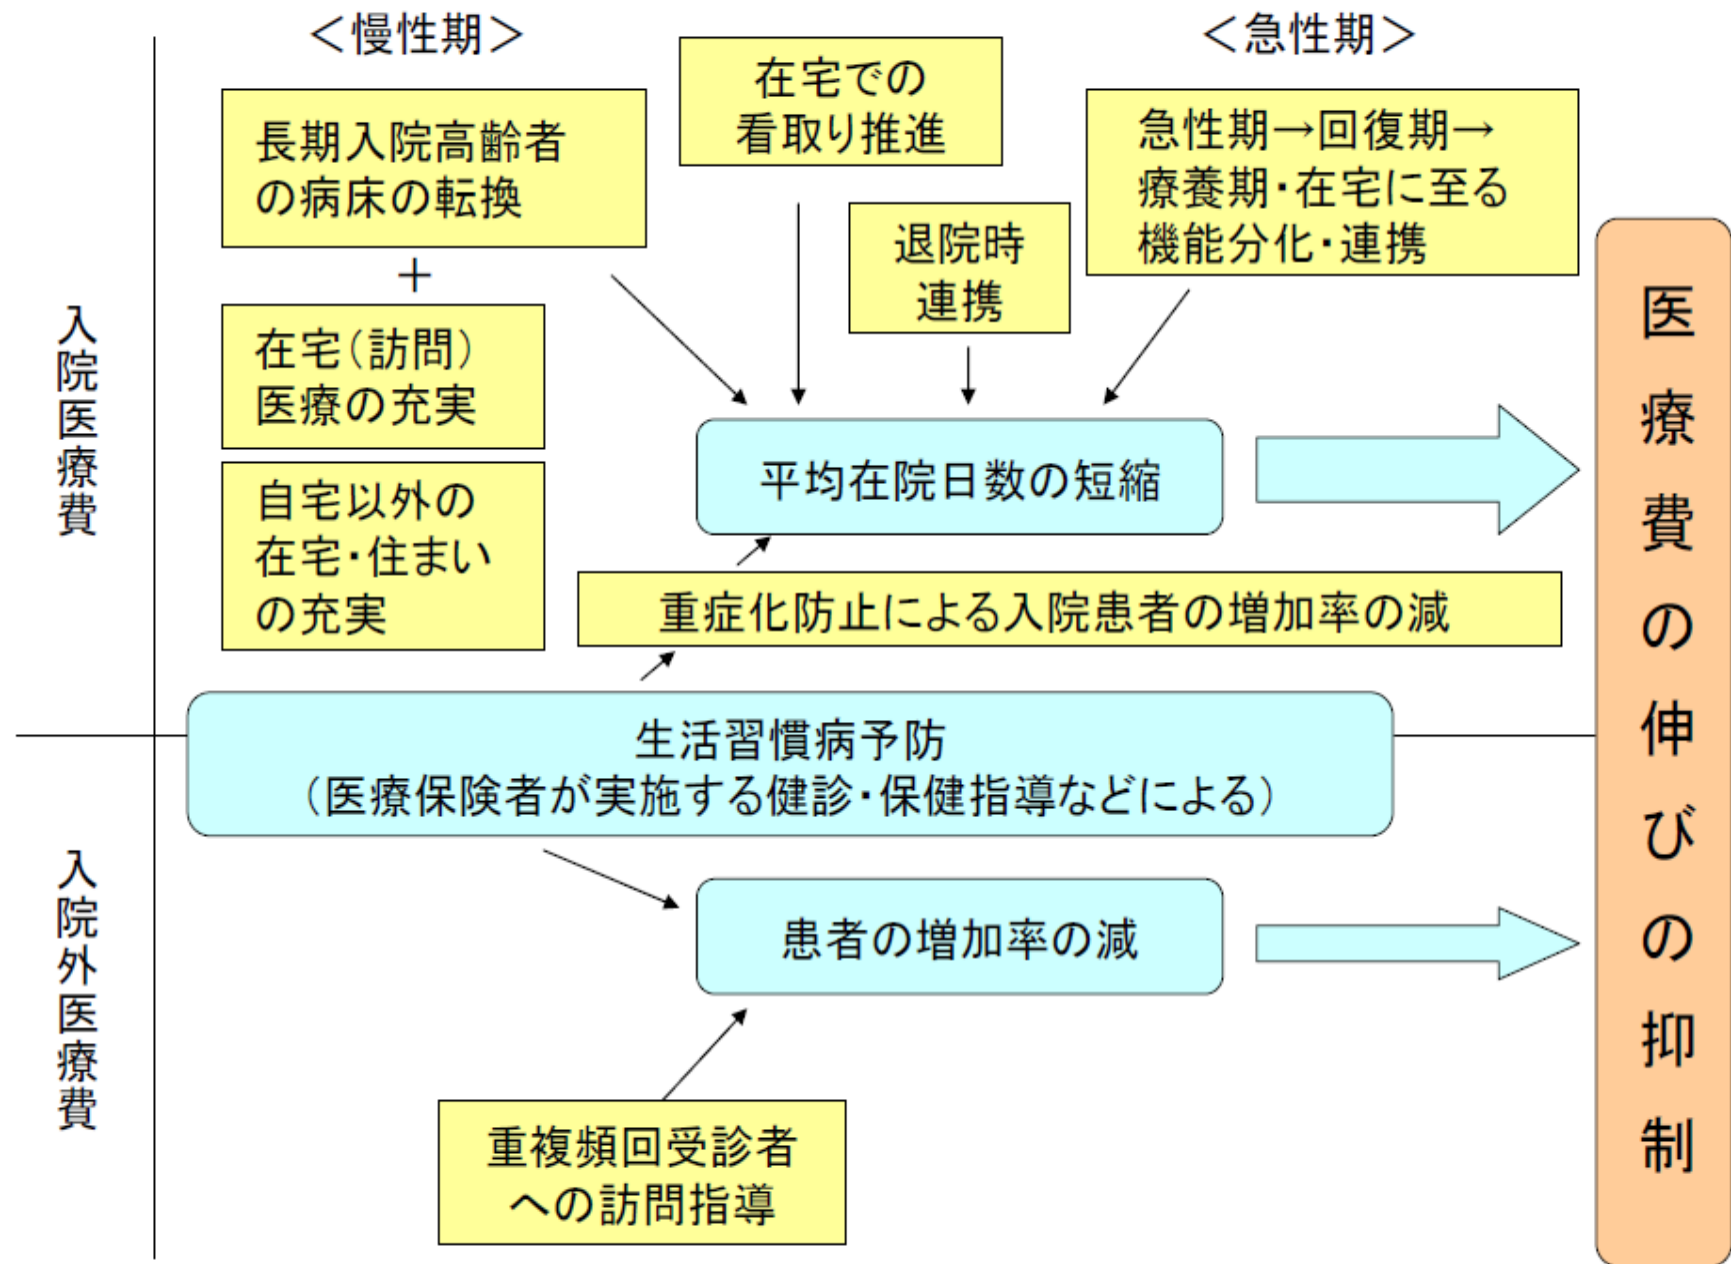 ＜慢性期＞
＜急性期＞
在宅での
看取り推進
長期入院高齢者
の病床の転換
急性期→回復期→
療養期・在宅に至る
機能分化・連携
退院時
連携
＋
在宅（訪問）
医療の充実
自宅以外の
在宅・住まい
の充実
入院医療費
平均在院日数の短縮
重症化防止による入院患者の増加率の減
生活習慣病予防
（医療保険者が実施する健診・保健指導などによる）
入院外医療費
患者の増加率の減
重複頻回受診者
への訪問指導
医療費の伸びの抑制